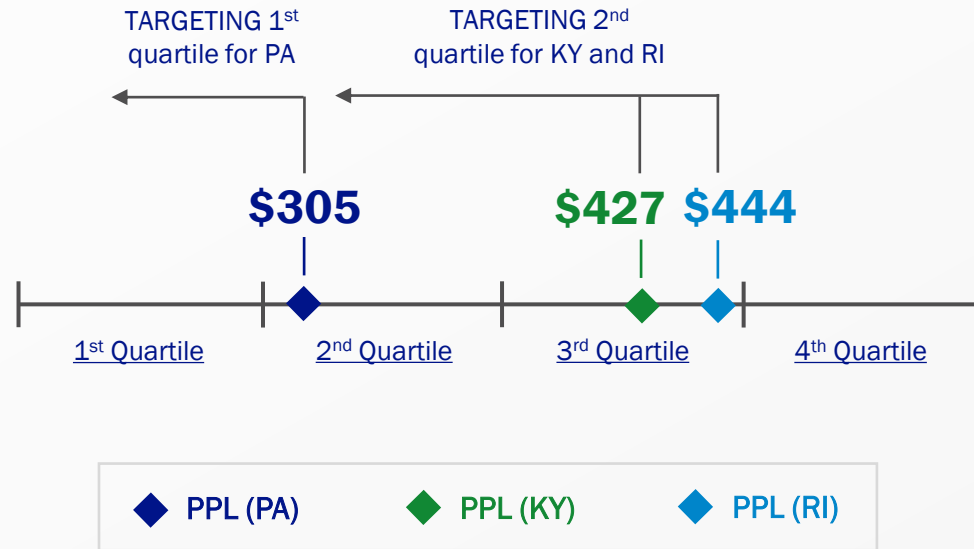 TARGETING 1st
quartile for PA
TARGETING 2nd
quartile for KY and RI
$305
$427
$444
1st Quartile
2nd Quartile
3rd Quartile
4th Quartile
PPL (PA)
PPL (KY)
PPL (RI)